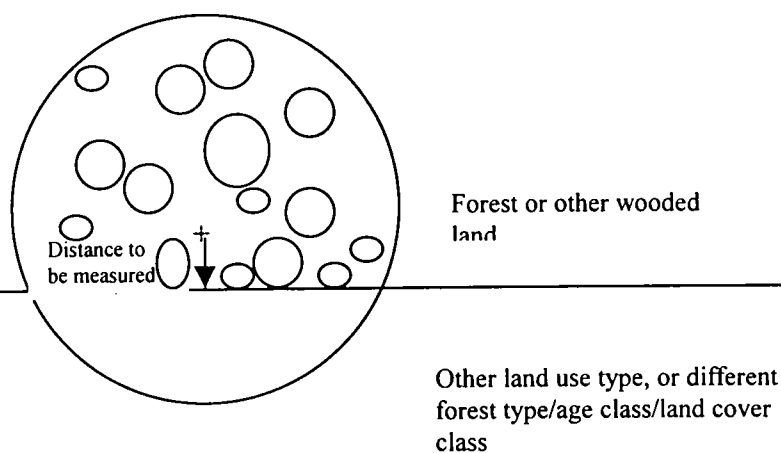 Forest or other wooded
land
Distance to
be measured
Other land use type, or different
forest type/age class/land cover
class